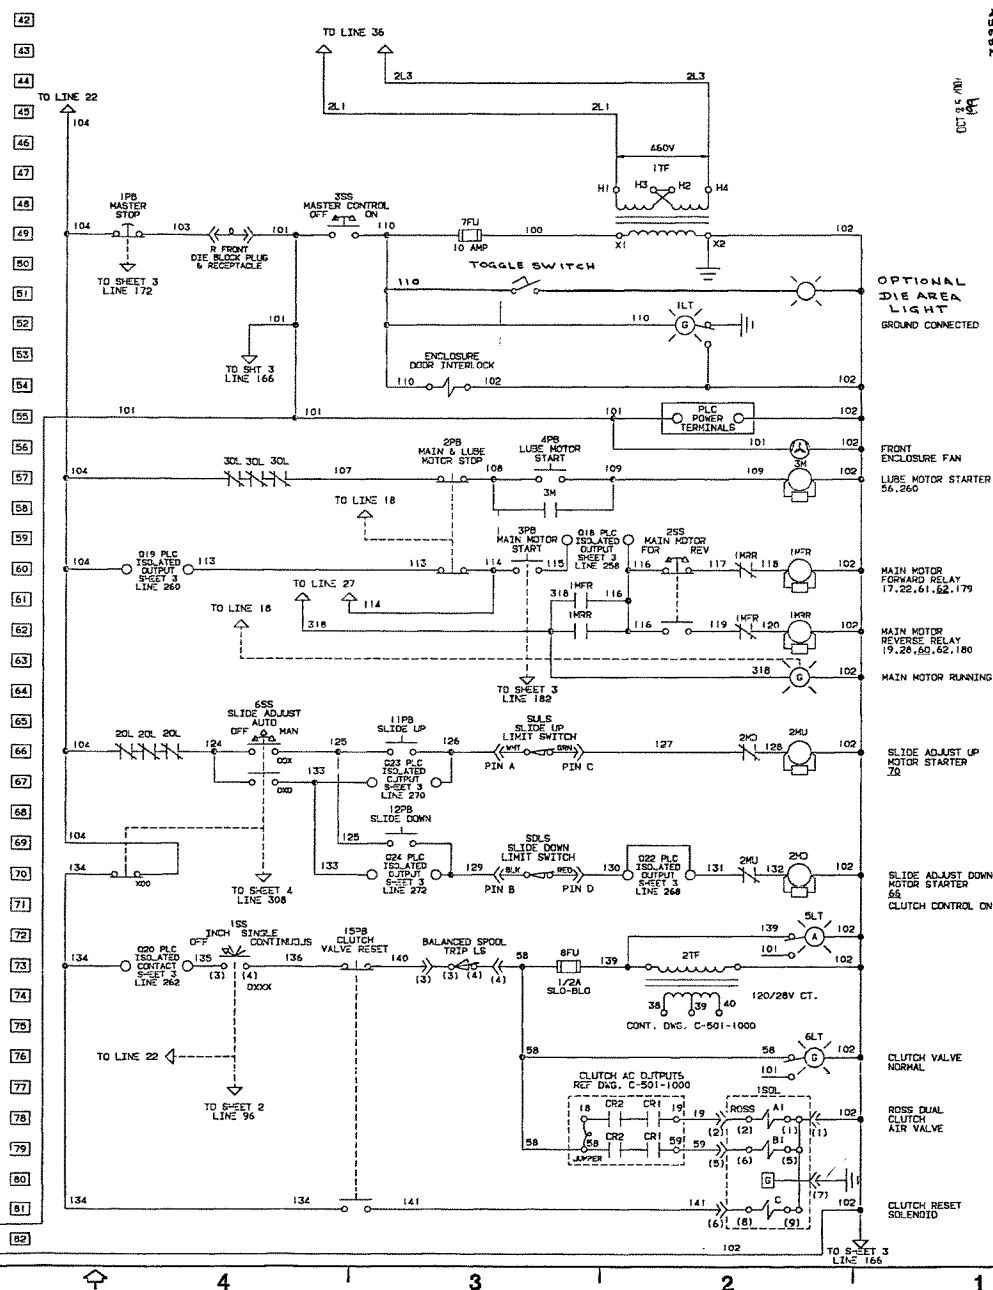 42
TO LINE 36
43
44
2L3 2L3
TO LINE 22
45
104 2L1 2L1
OCT 25 /00/
46
460V
47
1TF
48
1PB MASTER STOP
3SS MASTER CONTROL OFF ON
H1 H3 H2 H4
49
104 103 101 110 7FU 10 AMP 100 X1 X2 102
R FRONT DIE BLOCK PLUG & RECEPTACLE
50
TO SHEET 3 LINE 172
TOGGLE SWITCH
51
110
OPTIONAL DIE AREA LIGHT
52
101 110 1LT G
GROUND CONNECTED
53
TO SHT 3 LINE 166
ENCLOSURE DOOR INTERLOCK
54
110 102 102
55
101 101 101 PLC POWER TERMINALS 102
56
101 102
FRONT ENCLOSURE FAN
2PB MAIN & LUBE MOTOR STOP
4PB LUBE MOTOR START
57
104 3OL 3OL 3OL 107 108 109 109 3M 102
LUBE MOTOR STARTER
56,260
58
TO LINE 18
3M
59
3PB MAIN MOTOR START
O18 PLC ISOLATED OUTPUT SHEET 3 LINE 258
2SS MAIN MOTOR FOR REV
60
104 O19 PLC ISOLATED OUTPUT SHEET 3 LINE 260 113 113 114 115 116 117 1MRR 118 1MFR 102
MAIN MOTOR FORWARD RELAY
17,22,61,62,179
61
TO LINE 27
114 318 1MFR 116
62
TO LINE 18
318 1MRR 116 119 1MFR 120 1MRR 102
MAIN MOTOR REVERSE RELAY
19,28,60,62,180
63
64
318 G 102
MAIN MOTOR RUNNING
TO SHEET 3 LINE 182
65
6SS SLIDE ADJUST AUTO OFF MAN
11PB SLIDE UP
SULS SLIDE UP LIMIT SWITCH
66
104 2OL 2OL 2OL 124 OOX 125 126 WHT GRN 127 2MD 128 2MU 102
PIN A PIN C
SLIDE ADJUST UP MOTOR STARTER
70
67
OXO 133 O23 PLC ISOLATED OUTPUT SHEET 3 LINE 270
68
12PB SLIDE DOWN
69
104 125
SDLS SLIDE DOWN LIMIT SWITCH
70
134 XOO 133 O24 PLC ISOLATED OUTPUT SHEET 3 LINE 272 129 BLK RED 130 O22 PLC ISOLATED OUTPUT SHEET 3 LINE 268 131 2MU 132 2MD 102
PIN B PIN D
SLIDE ADJUST DOWN MOTOR STARTER
66
71
TO SHEET 4 LINE 308
CLUTCH CONTROL ON
72
1SS INCH SINGLE OFF CONTINUOUS
15PB CLUTCH VALVE RESET
BALANCED SPOOL TRIP LS
139 5LT A 102
101
73
134 O20 PLC ISOLATED CONTACT SHEET 3 LINE 262 135 (3) (4) OXXX 136 140 (3) (3) (4) (4) 58 8FU 1/2A SLO-BLO 139 2TF 102
74
38 39 40
120/28V CT.
75
CONT. DWG. C-501-1000
76
TO LINE 22
58 58 6LT G 102
101
CLUTCH VALVE NORMAL
77
TO SHEET 2 LINE 96
CLUTCH AC OUTPUTS REF DWG. C-501-1000
1SOL
78
18 CR2 CR1 19 19 (2) ROSS (2) A1 (1) (1) 102
ROSS DUAL CLUTCH AIR VALVE
79
58 58 CR2 CR1 59 59 (5) (6) B1 (5)
JUMPER
80
G (7)
81
134 134 141 141 (6) (8) C (9) 102
CLUTCH RESET SOLENOID
82
102
TO SHEET 3 LINE 166
4 3 2 1